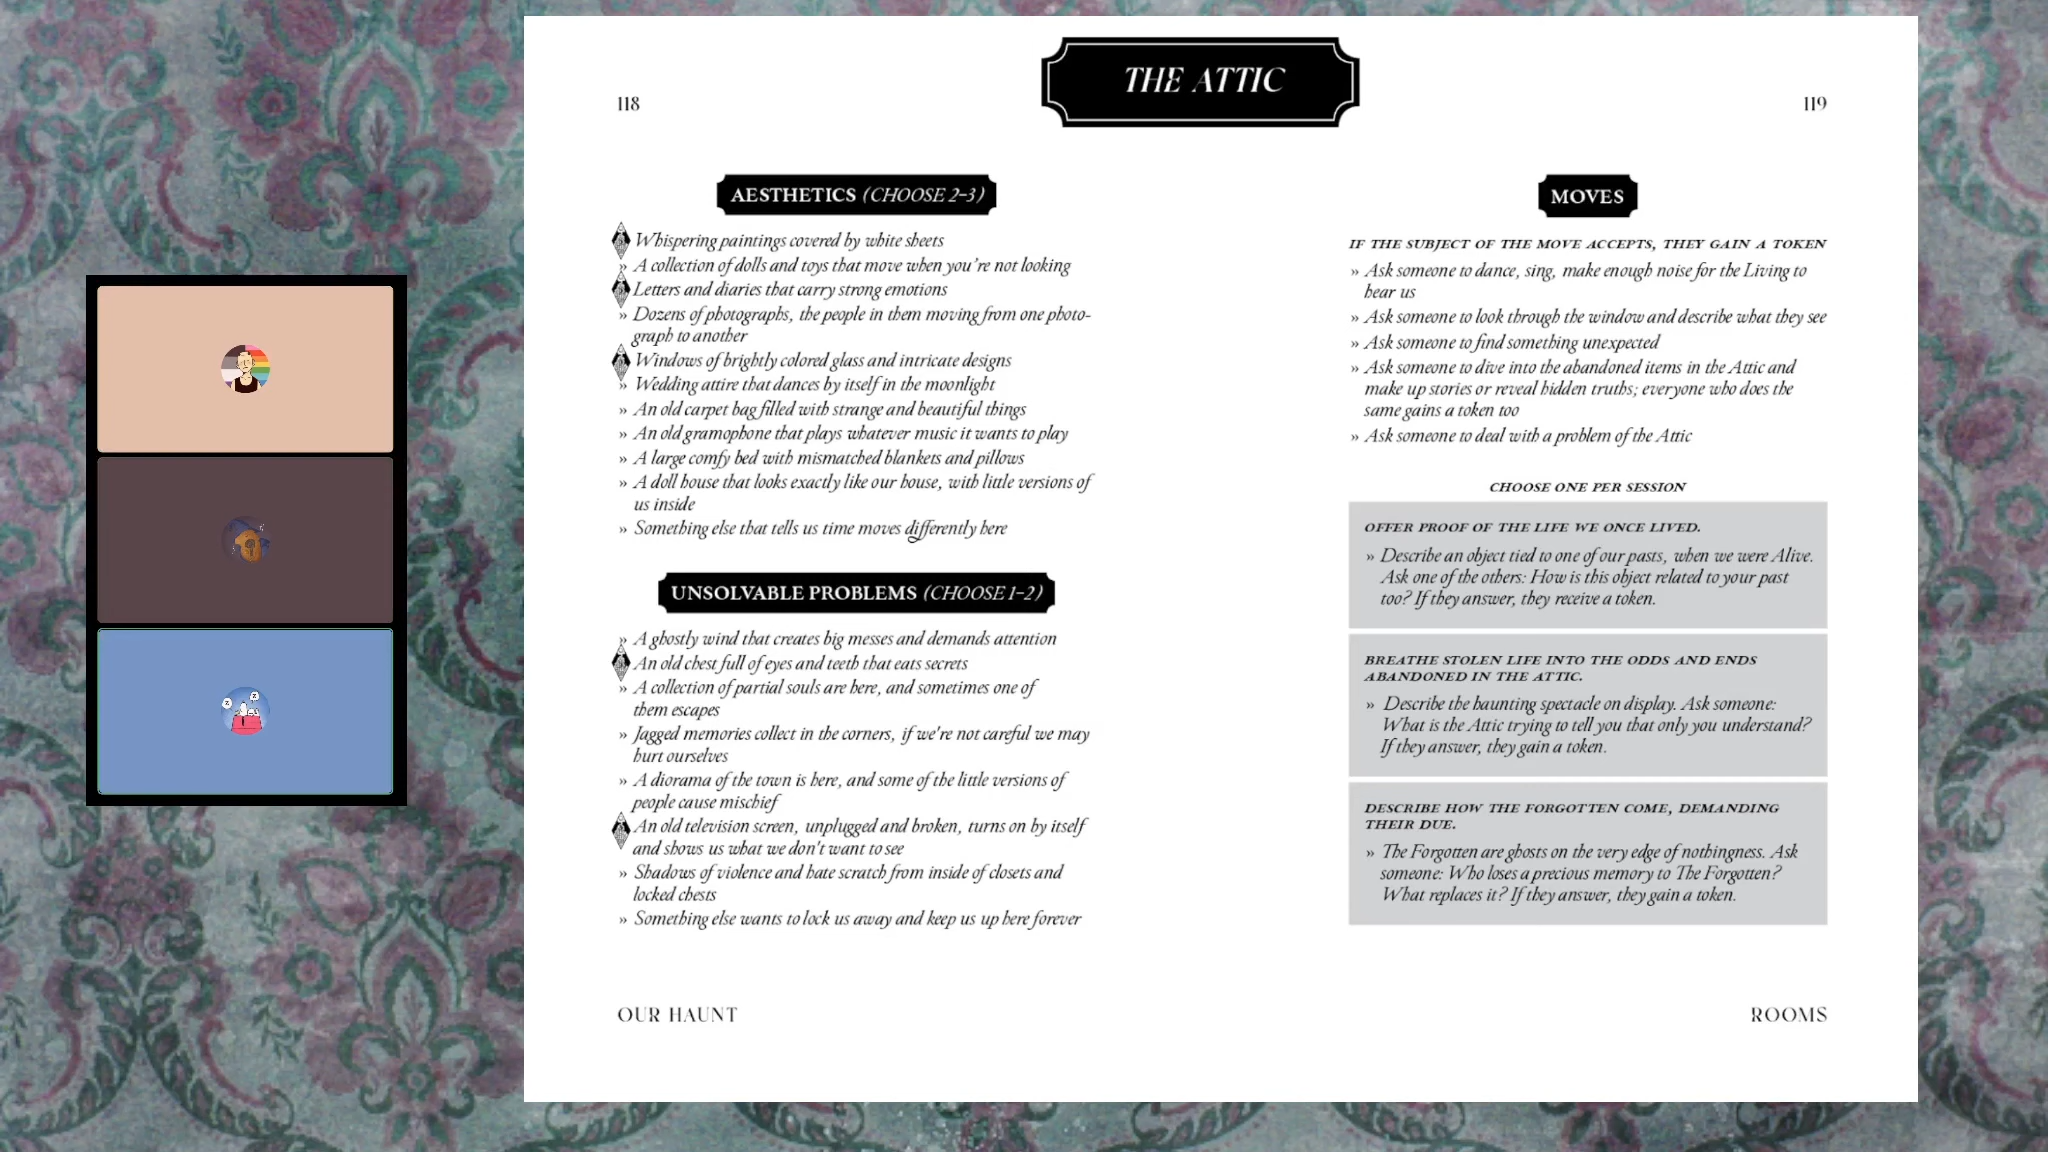 THE ATTIC
118
119
AESTHETICS (CHOOSE 2–3)
Whispering paintings covered by white sheets
» A collection of dolls and toys that move when you're not looking
Letters and diaries that carry strong emotions
» Dozens of photographs, the people in them moving from one photo-
graph to another
Windows of brightly colored glass and intricate designs
» Wedding attire that dances by itself in the moonlight
» An old carpet bag filled with strange and beautiful things
» An old gramophone that plays whatever music it wants to play
» A large comfy bed with mismatched blankets and pillows
» A doll house that looks exactly like our house, with little versions of
us inside
» Something else that tells us time moves differently here
UNSOLVABLE PROBLEMS (CHOOSE 1–2)
» A ghostly wind that creates big messes and demands attention
An old chest full of eyes and teeth that eats secrets
» A collection of partial souls are here, and sometimes one of
them escapes
» Jagged memories collect in the corners, if we're not careful we may
hurt ourselves
» A diorama of the town is here, and some of the little versions of
people cause mischief
An old television screen, unplugged and broken, turns on by itself
and shows us what we don't want to see
» Shadows of violence and hate scratch from inside of closets and
locked chests
» Something else wants to lock us away and keep us up here forever
MOVES
IF THE SUBJECT OF THE MOVE ACCEPTS, THEY GAIN A TOKEN
» Ask someone to dance, sing, make enough noise for the Living to
hear us
» Ask someone to look through the window and describe what they see
» Ask someone to find something unexpected
» Ask someone to dive into the abandoned items in the Attic and
make up stories or reveal hidden truths; everyone who does the
same gains a token too
» Ask someone to deal with a problem of the Attic
CHOOSE ONE PER SESSION
OFFER PROOF OF THE LIFE WE ONCE LIVED.
» Describe an object tied to one of our pasts, when we were Alive.
Ask one of the others: How is this object related to your past
too? If they answer, they receive a token.
BREATHE STOLEN LIFE INTO THE ODDS AND ENDS
ABANDONED IN THE ATTIC.
» Describe the haunting spectacle on display. Ask someone:
What is the Attic trying to tell you that only you understand?
If they answer, they gain a token.
DESCRIBE HOW THE FORGOTTEN COME, DEMANDING
THEIR DUE.
» The Forgotten are ghosts on the very edge of nothingness. Ask
someone: Who loses a precious memory to The Forgotten?
What replaces it? If they answer, they gain a token.
OUR HAUNT
ROOMS
z
z